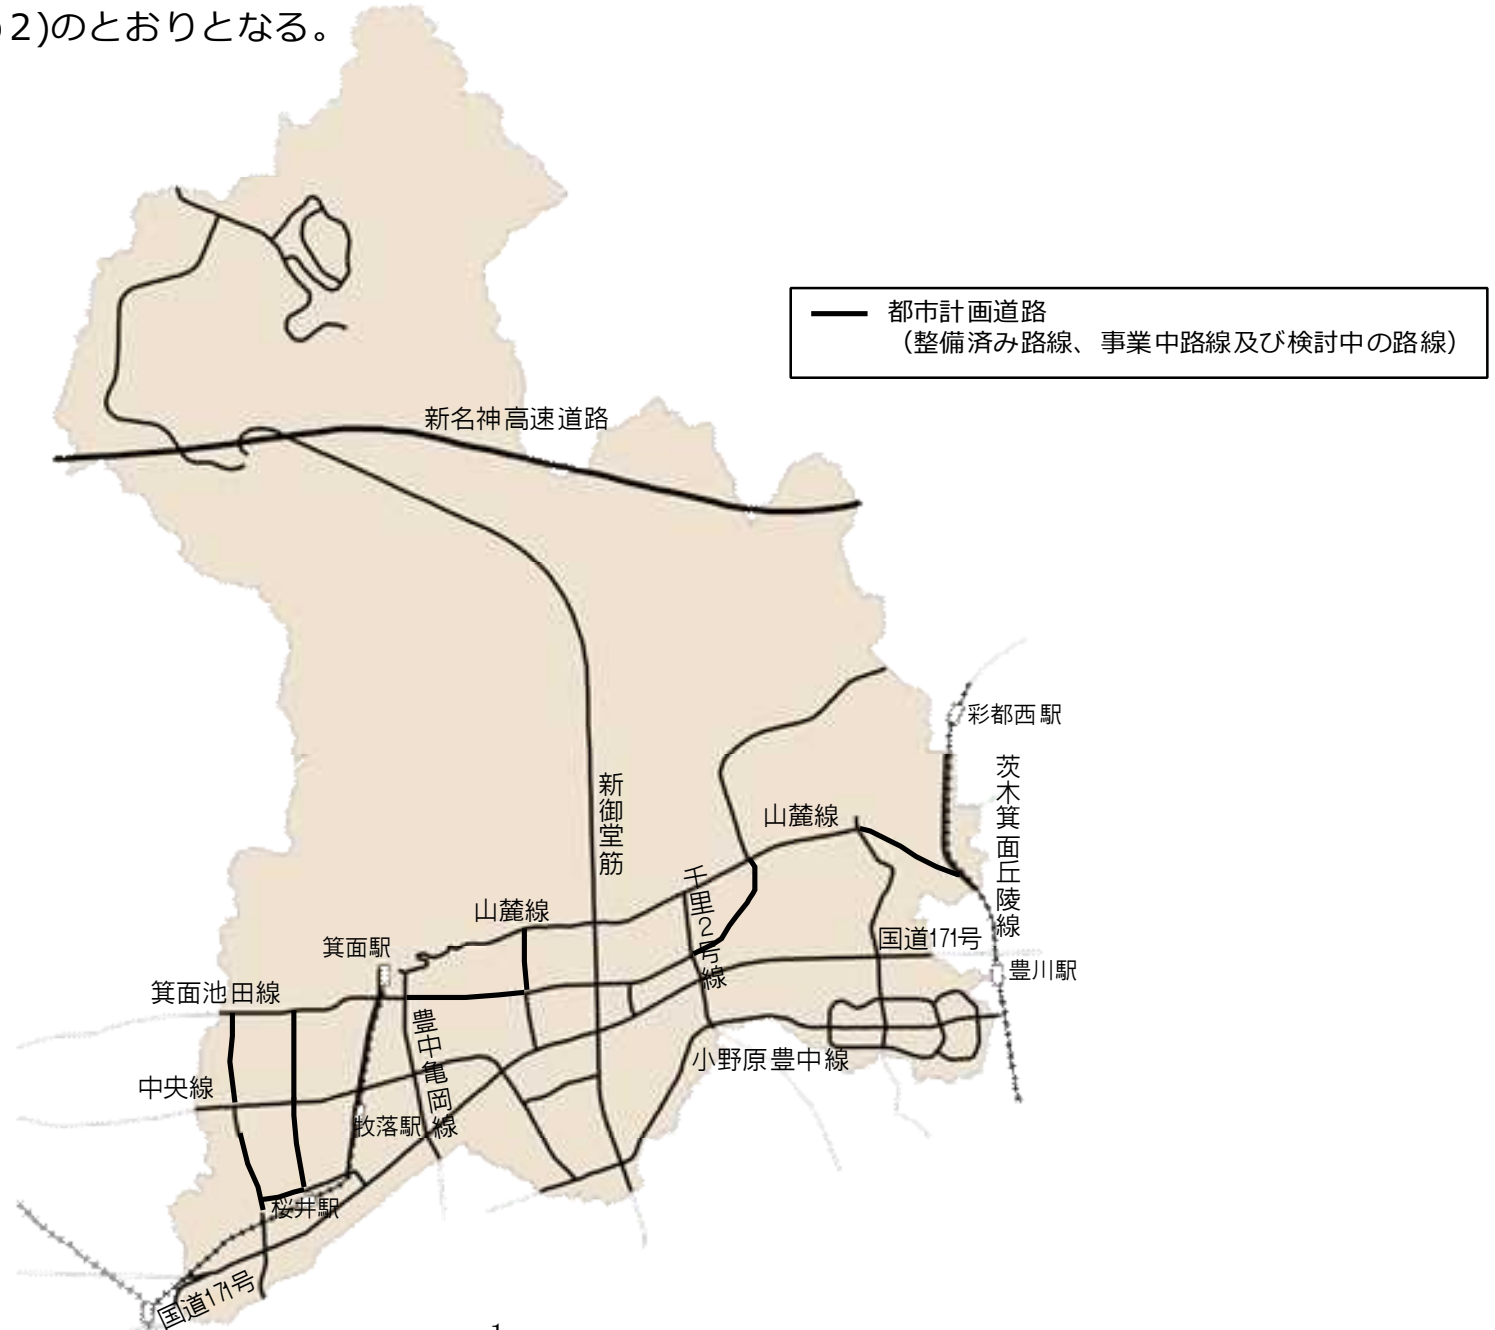 2)のとおりとなる。
都市計画道路
（整備済み路線、事業中路線及び検討中の路線）
新名神高速道路
彩都西駅
茨木箕面丘陵線
新御堂筋
山麓線
千里2号線
山麓線
国道171号
箕面駅
豊川駅
箕面池田線
豊中亀岡線
小野原豊中線
中央線
牧落駅
桜井駅
国道171号
1